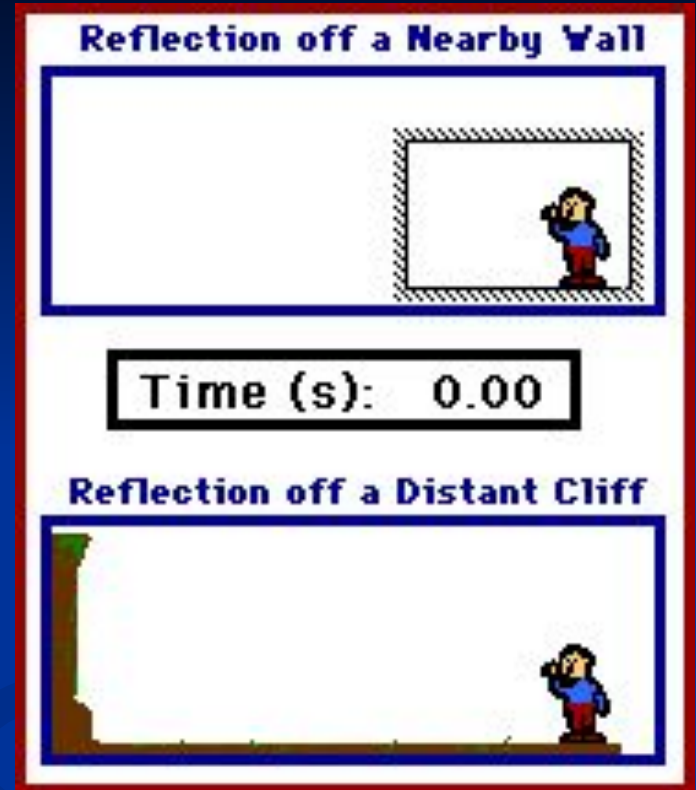 Reflection off a Nearby Wall
Time (s): 0.00
Reflection off a Distant Cliff